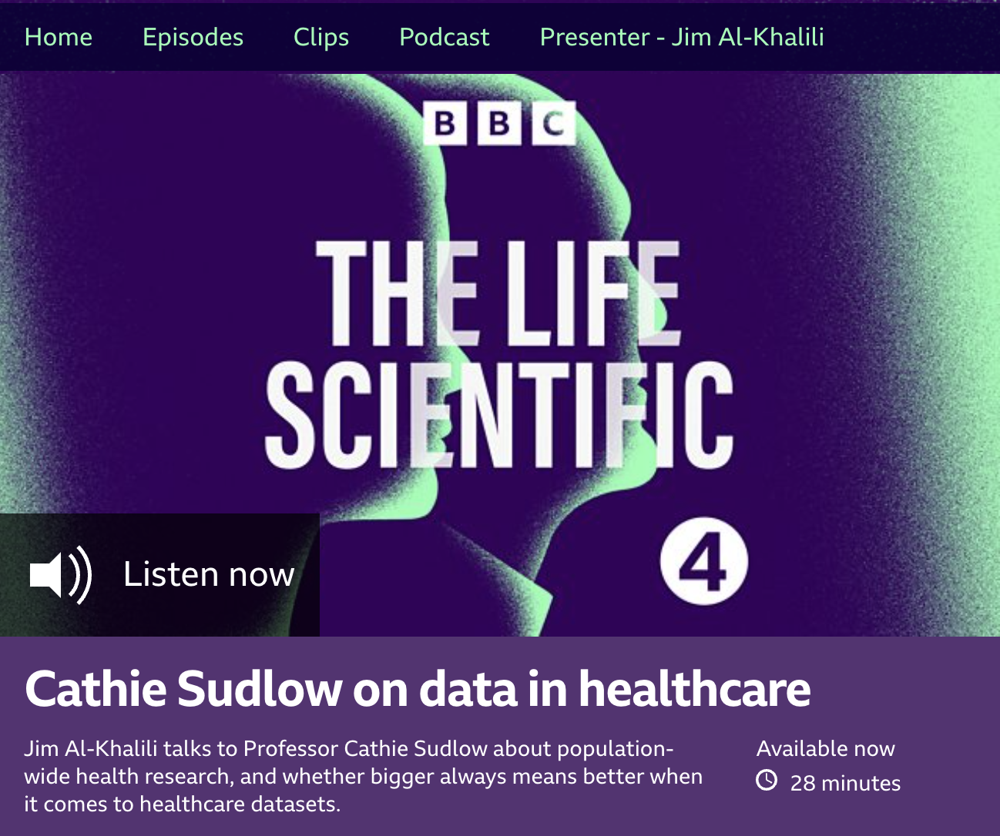 Home Episodes Clips Podcast Presenter - Jim Al-Khalili
BBC
THE LIFE
SCIENTIFIC
4
Listen now
Cathie Sudlow on data in healthcare
Jim Al-Khalili talks to Professor Cathie Sudlow about population-
wide health research, and whether bigger always means better when
it comes to healthcare datasets.
Available now
28 minutes